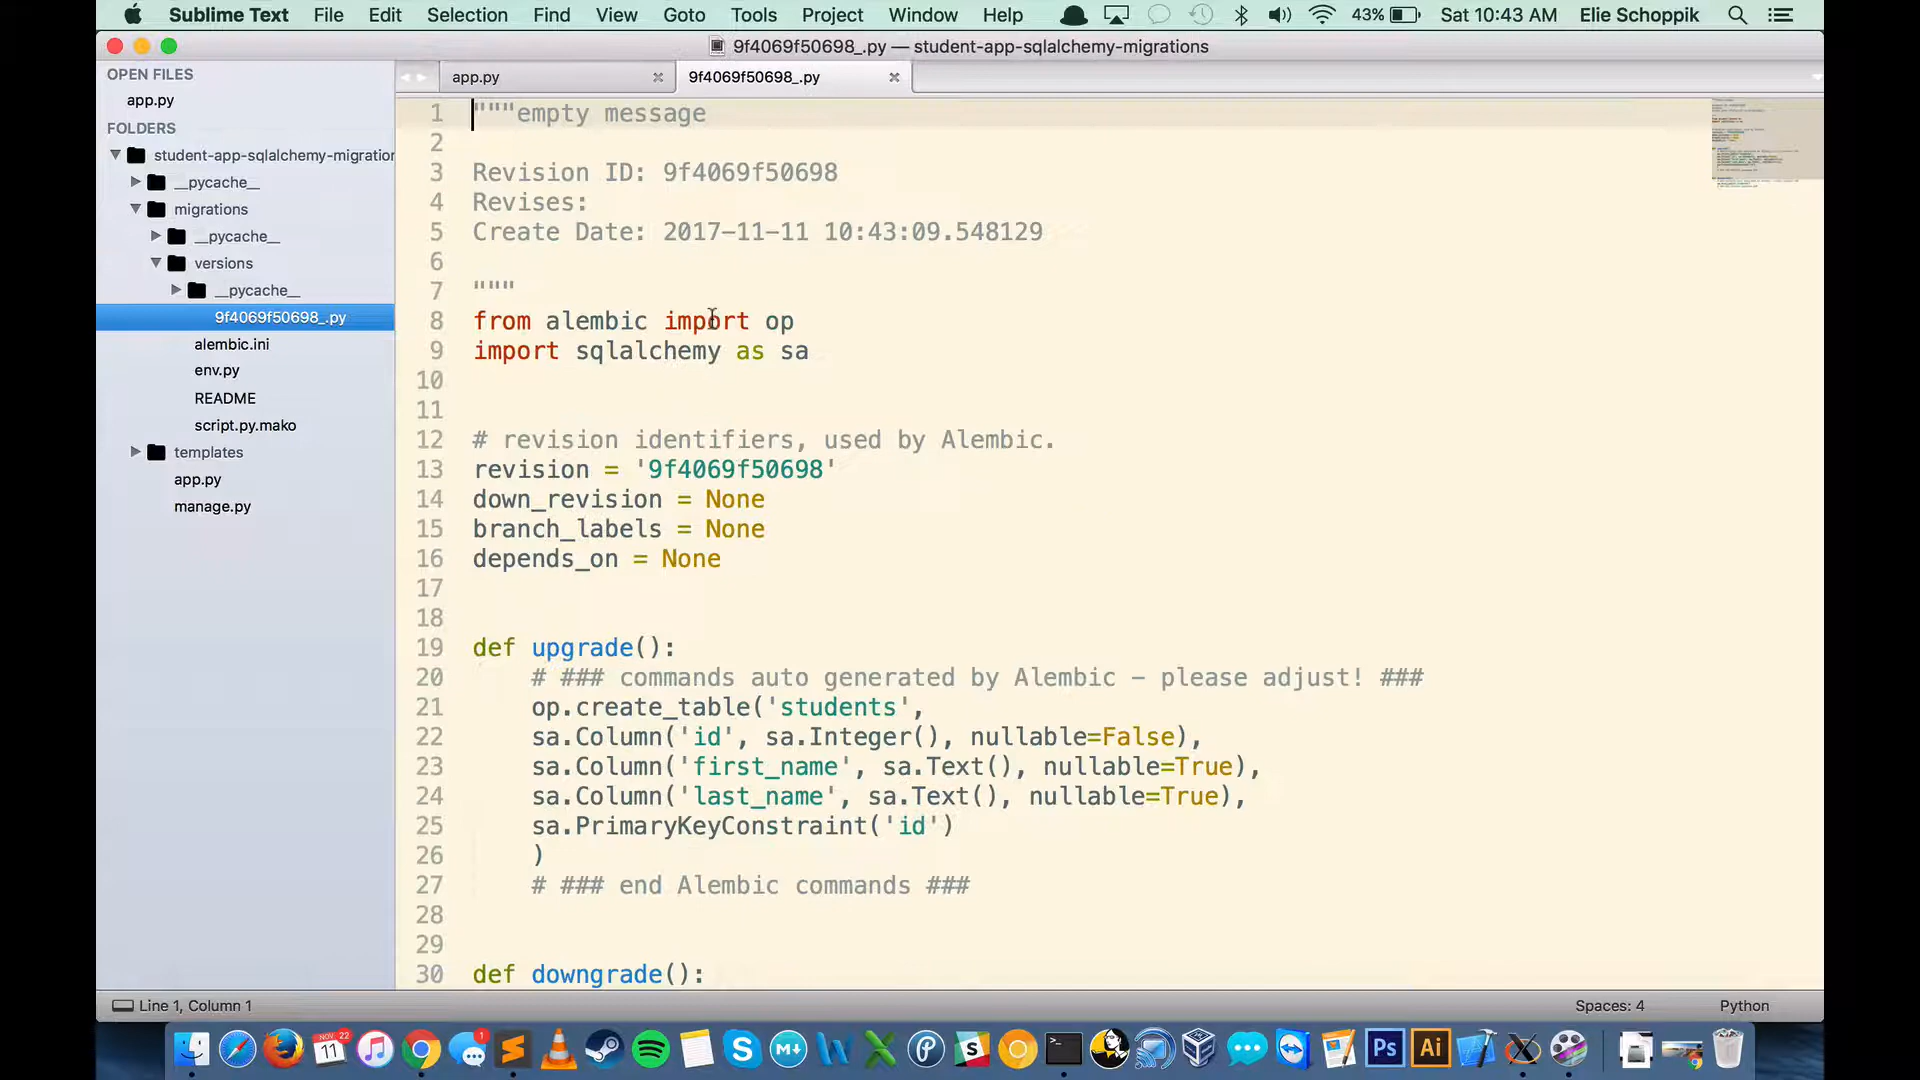 Sublime Text File Edit Selection Find View Goto Tools Project Window Help 43% Sat 10:43 AM Elie Schoppik
9f4069f50698_.py — student-app-sqlalchemy-migrations
OPEN FILES
app.py
FOLDERS
student-app-sqlalchemy-migration
__pycache__
migrations
__pycache__
versions
__pycache__
9f4069f50698_.py
alembic.ini
env.py
README
script.py.mako
templates
app.py
manage.py
app.py 9f4069f50698_.py
1 """empty message
2
3 Revision ID: 9f4069f50698
4 Revises:
5 Create Date: 2017-11-11 10:43:09.548129
6
7 """
8 from alembic import op
9 import sqlalchemy as sa
10
11
12 # revision identifiers, used by Alembic.
13 revision = '9f4069f50698'
14 down_revision = None
15 branch_labels = None
16 depends_on = None
17
18
19 def upgrade():
20 # ### commands auto generated by Alembic - please adjust! ###
21 op.create_table('students',
22 sa.Column('id', sa.Integer(), nullable=False),
23 sa.Column('first_name', sa.Text(), nullable=True),
24 sa.Column('last_name', sa.Text(), nullable=True),
25 sa.PrimaryKeyConstraint('id')
26 )
27 # ### end Alembic commands ###
28
29
30 def downgrade():
Line 1, Column 1 Spaces: 4 Python
NOV 22 11 1 M Ps Ai